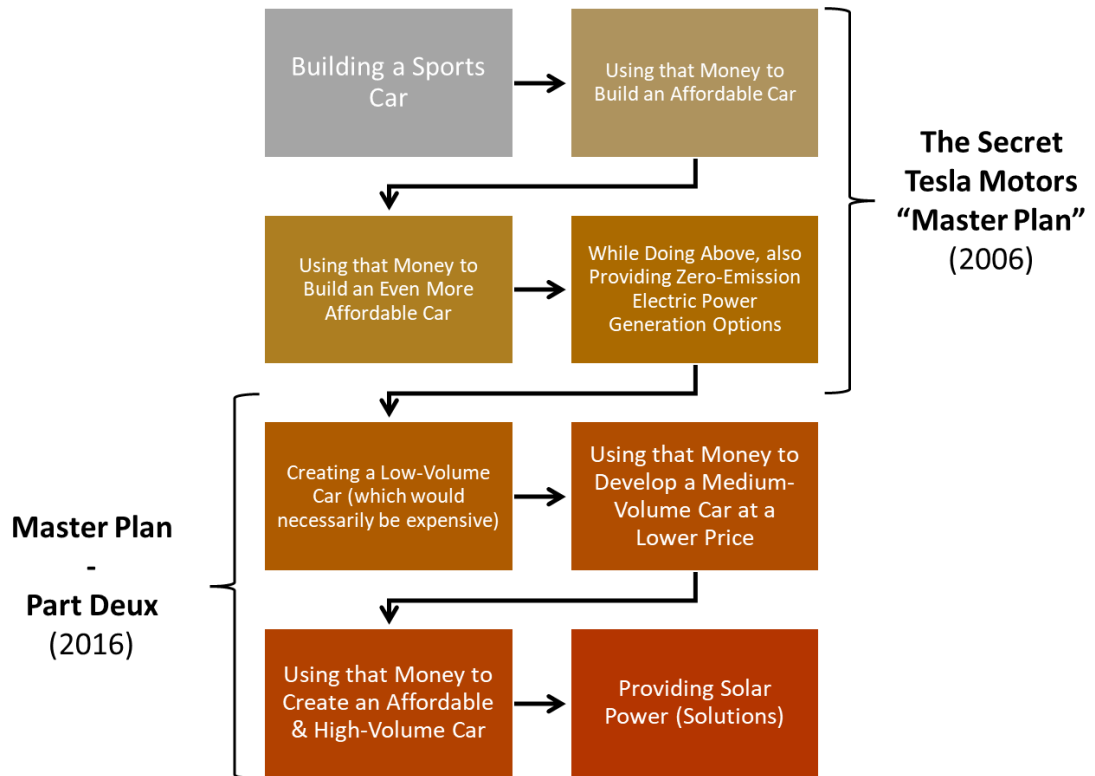 Building a Sports
Car
Using that Money to
Build an Affordable Car
The Secret
Tesla Motors
“Master Plan”
(2006)
Using that Money to
Build an Even More
Affordable Car
While Doing Above, also
Providing Zero-Emission
Electric Power
Generation Options
Creating a Low-Volume
Car (which would
necessarily be expensive)
Using that Money to
Develop a Medium-
Volume Car at a
Lower Price
Master Plan
-
Part Deux
(2016)
Using that Money to
Create an Affordable
& High-Volume Car
Providing Solar
Power (Solutions)